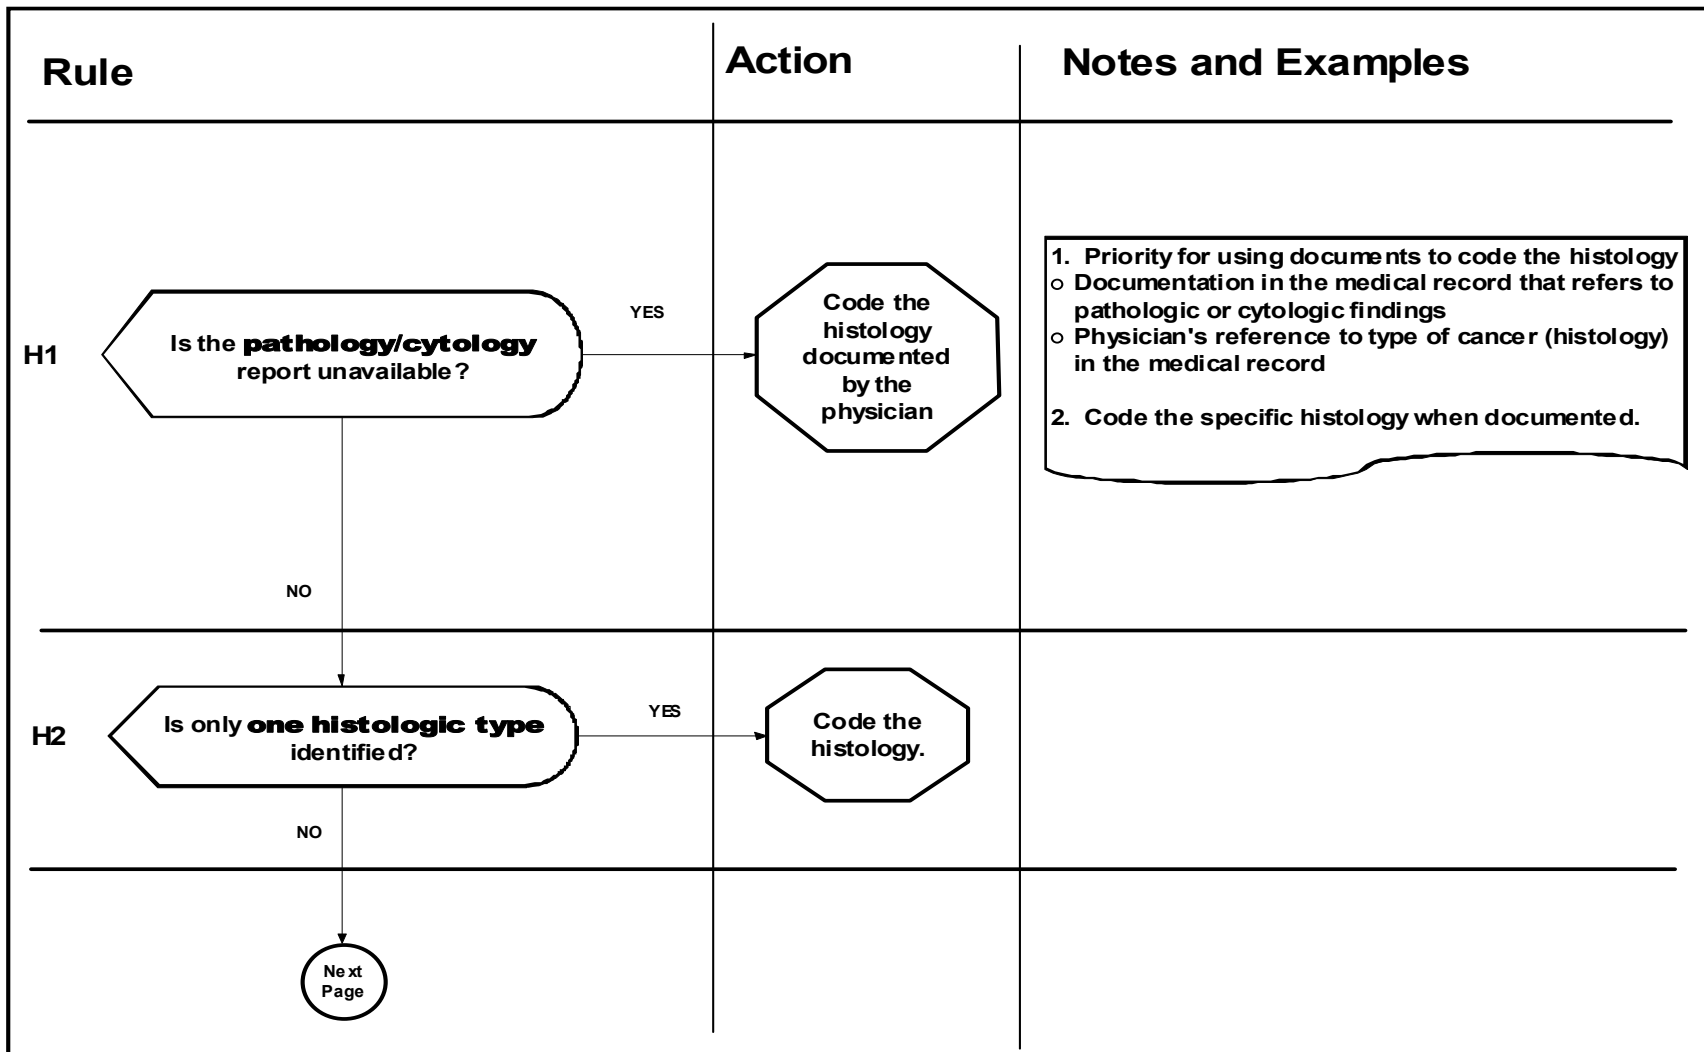 Rule
Action
Notes and Examples
H1
Is the pathology/cytology
report unavailable?
YES
Code the
histology
documented
by the
physician
1. Priority for using documents to code the histology
o Documentation in the medical record that refers to
pathologic or cytologic findings
o Physician's reference to type of cancer (histology)
in the medical record
2. Code the specific histology when documented.
NO
H2
Is only one histologic type
identified?
YES
Code the
histology.
NO
Next
Page